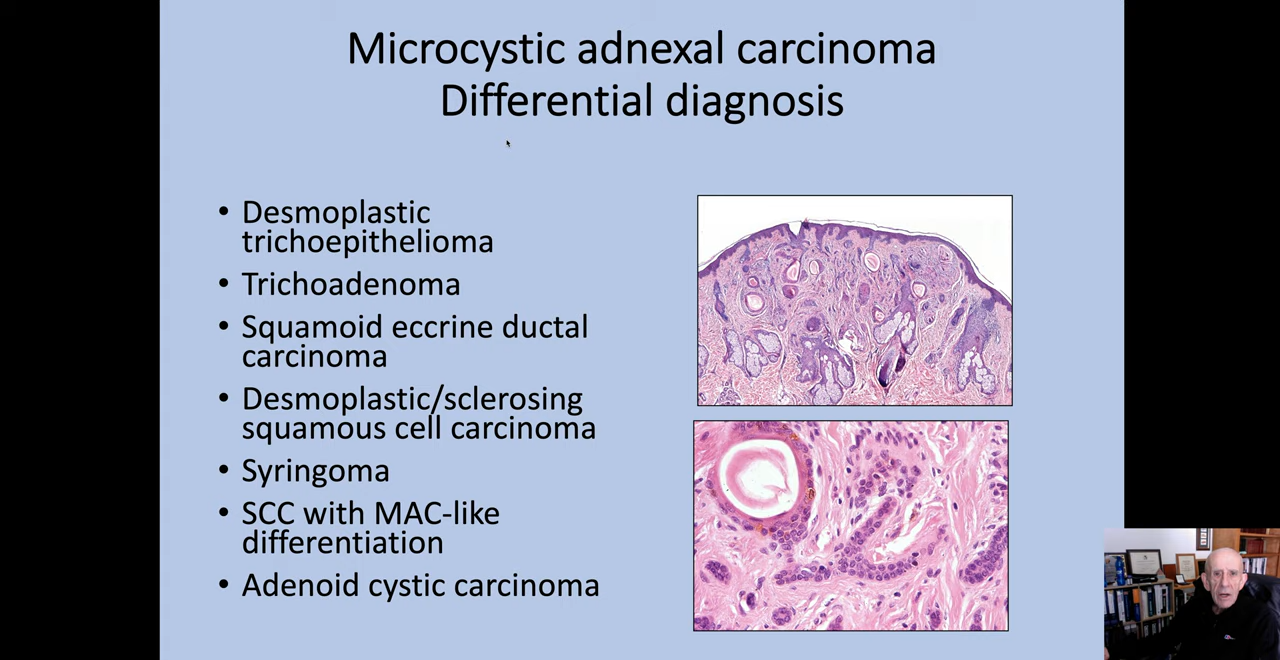 Microcystic adnexal carcinoma
Differential diagnosis
• Desmoplastic
trichoepithelioma
• Trichoadenoma
• Squamoid eccrine ductal
carcinoma
• Desmoplastic/sclerosing
squamous cell carcinoma
• Syringoma
• SCC with MAC-like
differentiation
• Adenoid cystic carcinoma